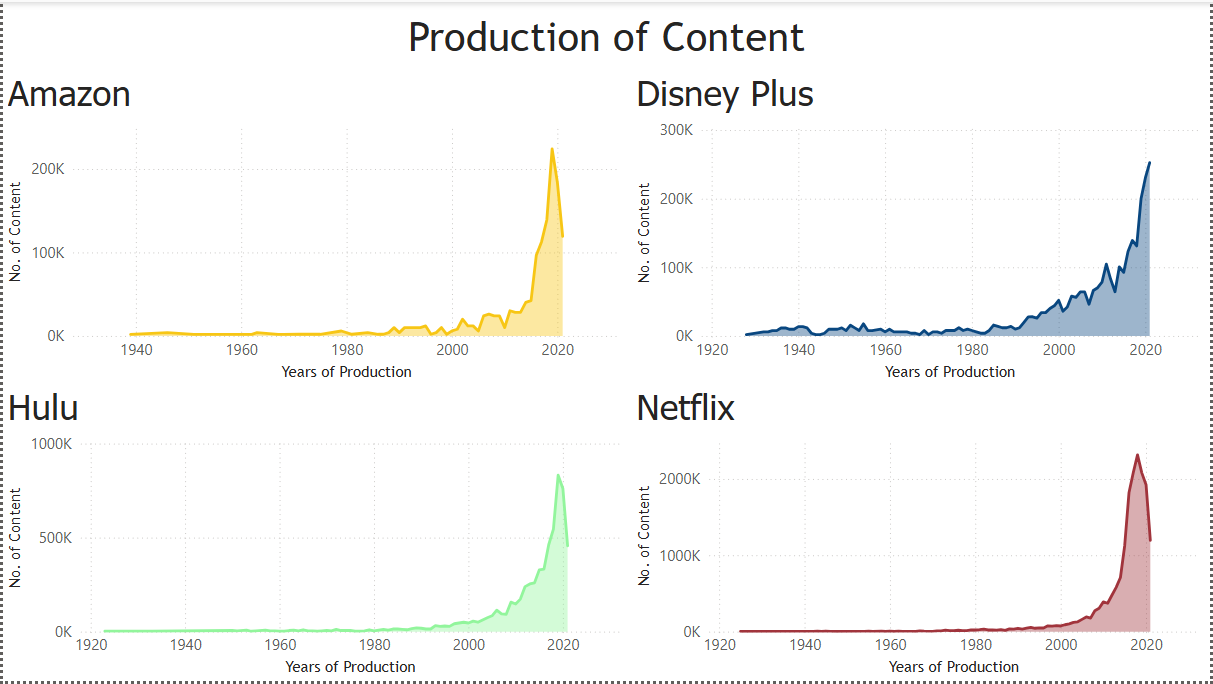 Production of Content
Amazon
No. of Content
200K
100K
0K
1940 1960 1980 2000 2020
Years of Production
Disney Plus
No. of Content
300K
200K
100K
0K
1920 1940 1960 1980 2000 2020
Years of Production
Hulu
No. of Content
1000K
500K
0K
1920 1940 1960 1980 2000 2020
Years of Production
Netflix
No. of Content
2000K
1000K
0K
1920 1940 1960 1980 2000 2020
Years of Production